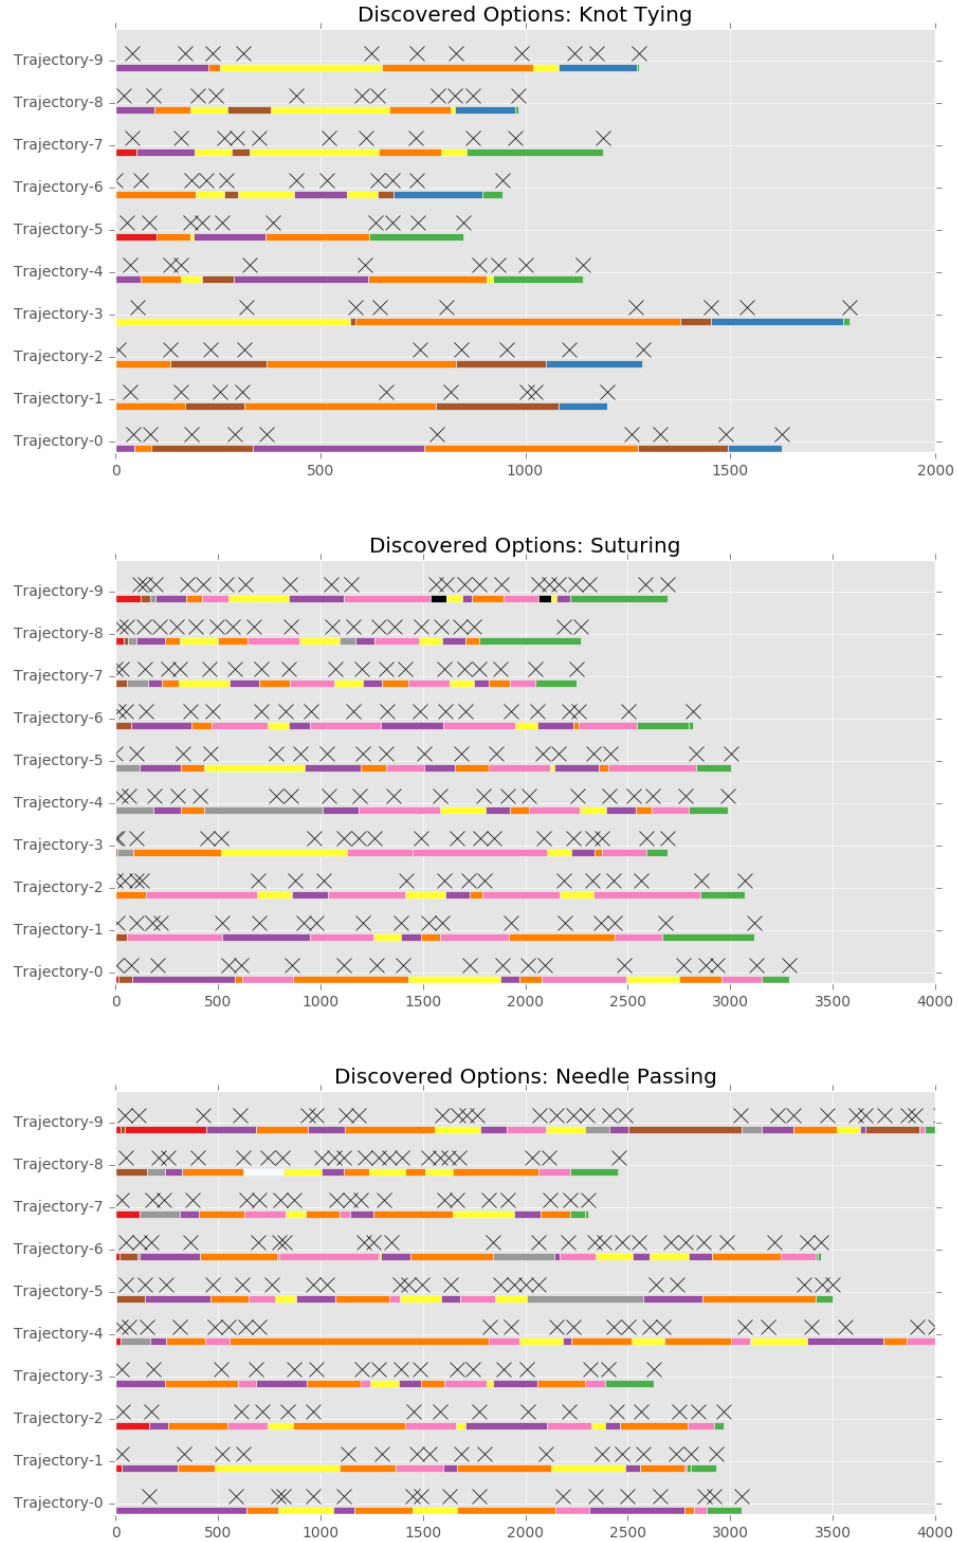 Discovered Options: Knot Tying
Trajectory-9
Trajectory-8
Trajectory-7
Trajectory-6
Trajectory-5
Trajectory-4
Trajectory-3
Trajectory-2
Trajectory-1
Trajectory-0
0 500 1000 1500 2000
Discovered Options: Suturing
Trajectory-9
Trajectory-8
Trajectory-7
Trajectory-6
Trajectory-5
Trajectory-4
Trajectory-3
Trajectory-2
Trajectory-1
Trajectory-0
0 500 1000 1500 2000 2500 3000 3500 4000
Discovered Options: Needle Passing
Trajectory-9
Trajectory-8
Trajectory-7
Trajectory-6
Trajectory-5
Trajectory-4
Trajectory-3
Trajectory-2
Trajectory-1
Trajectory-0
0 500 1000 1500 2000 2500 3000 3500 4000